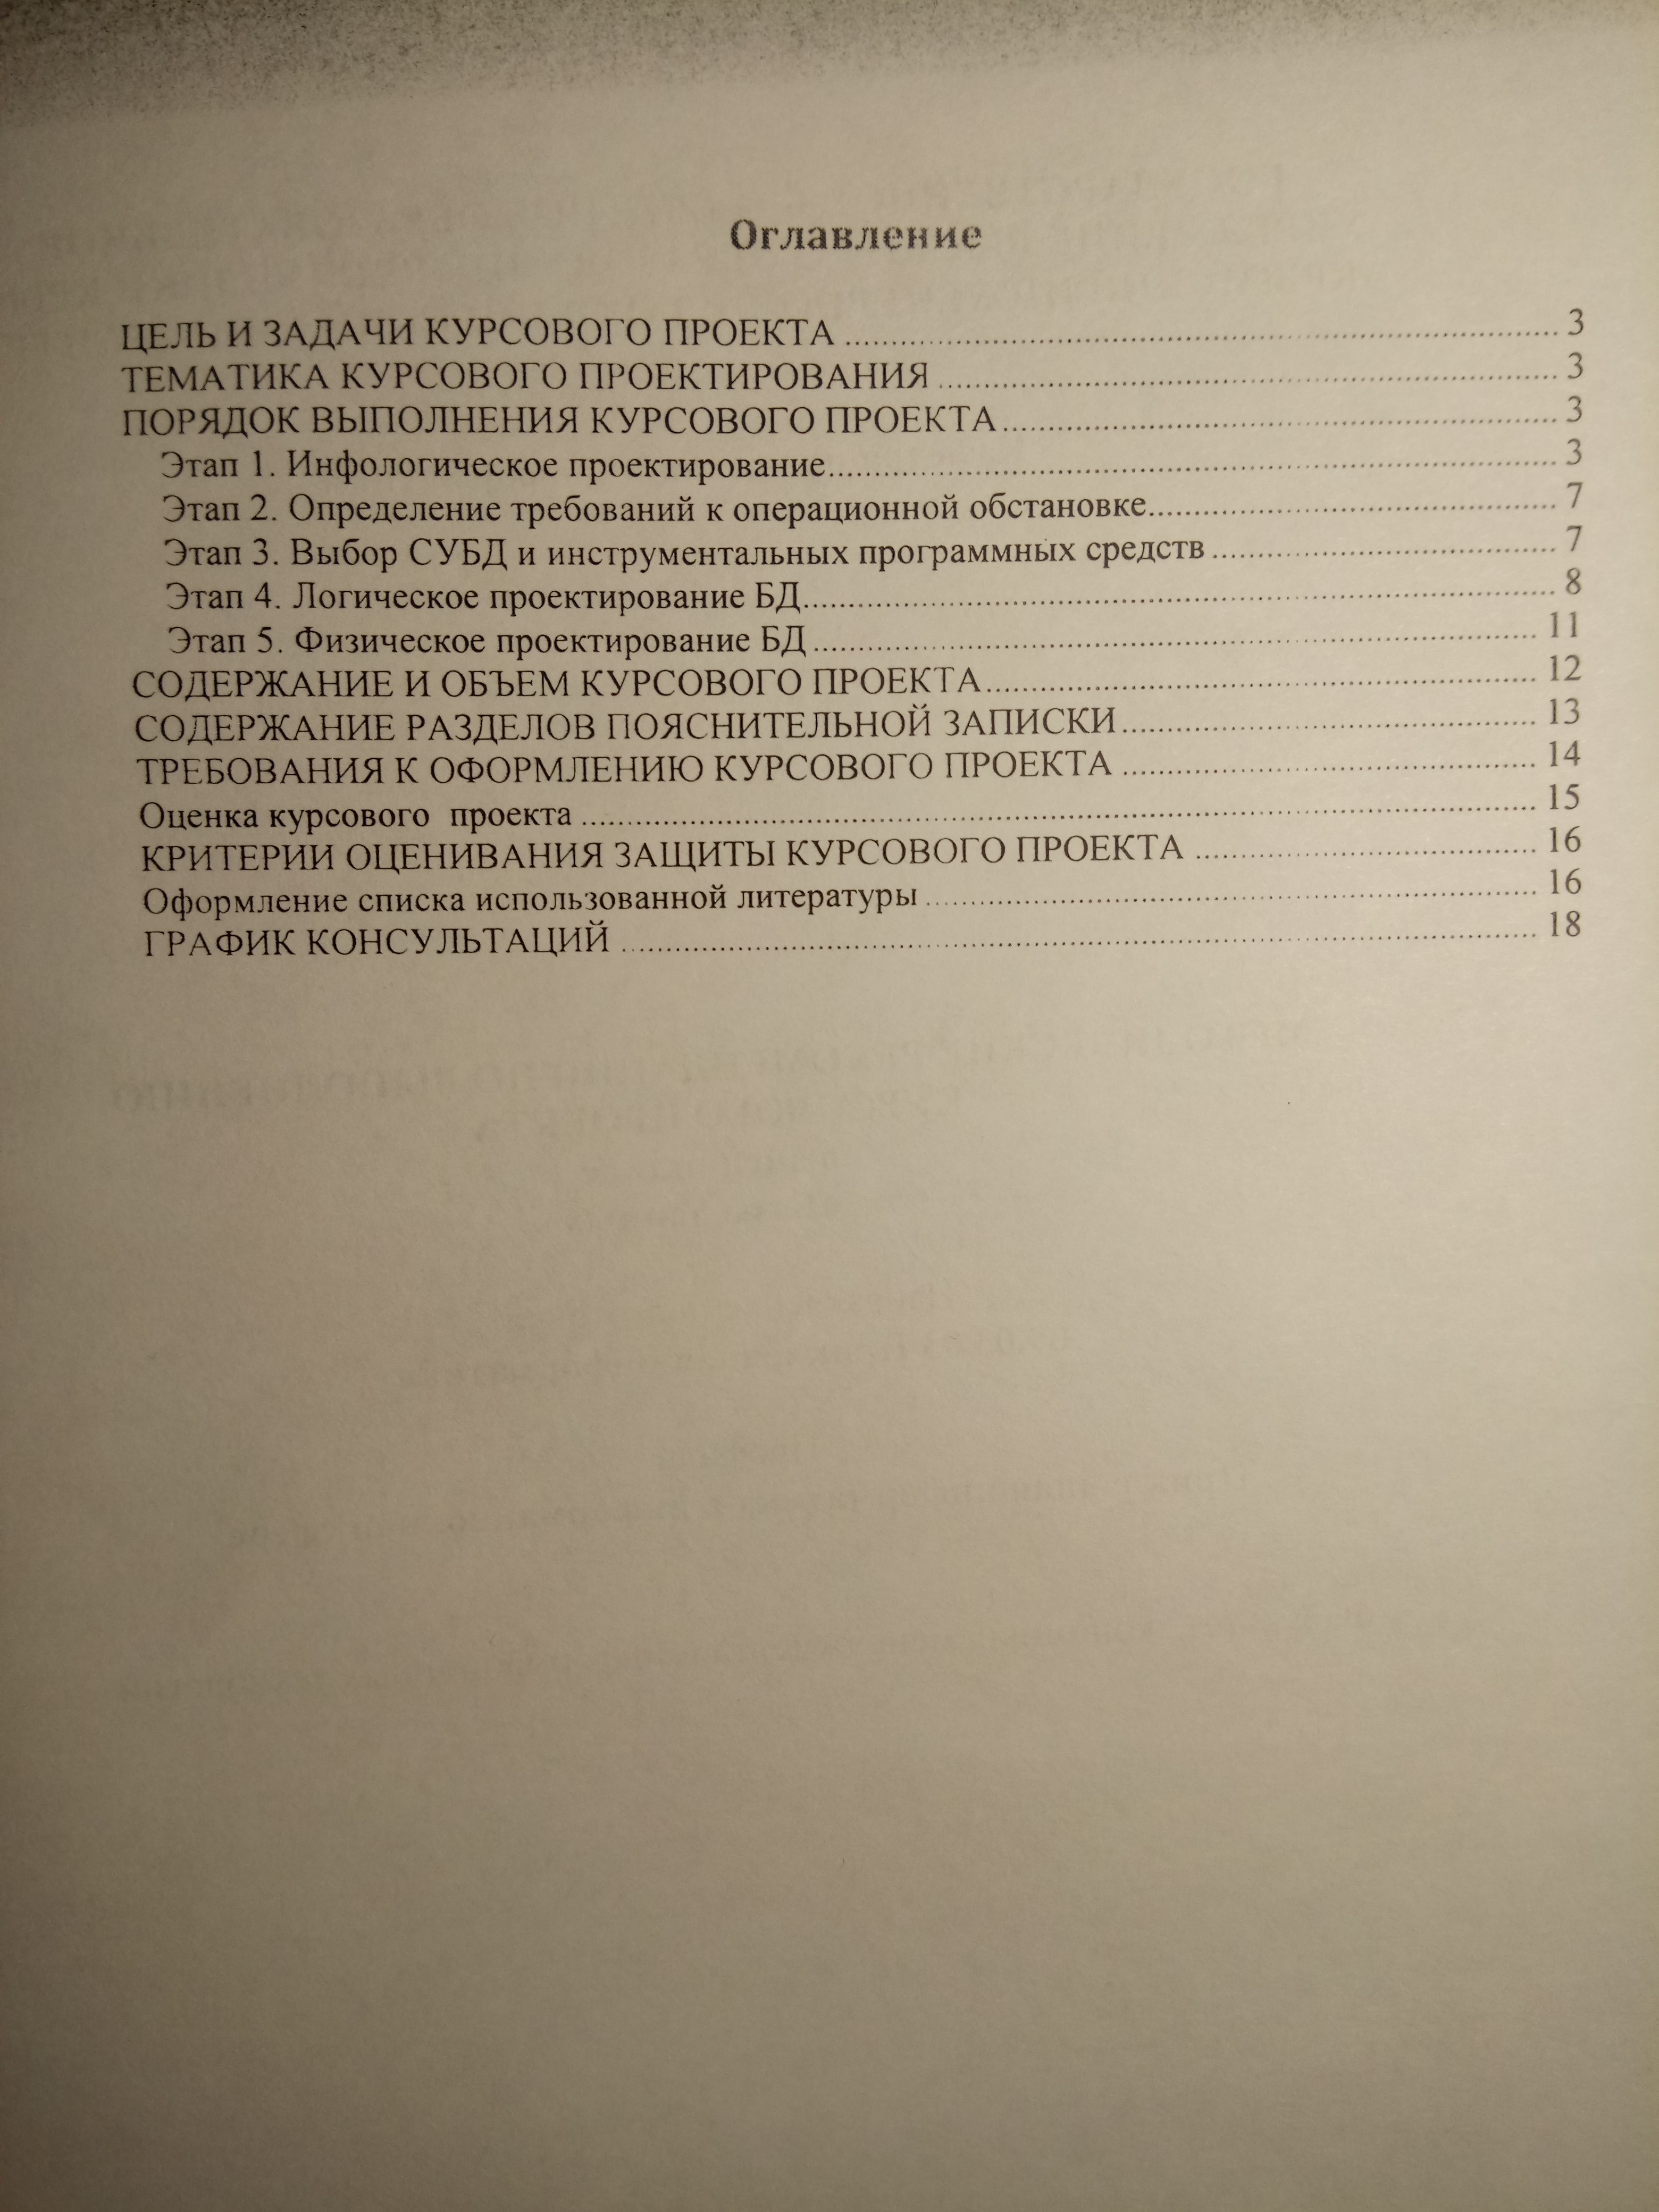 Оглавление
ЦЕЛЬ И ЗАДАЧИ КУРСОВОГО ПРОЕКТА ........ 3
ТЕМАТИКА КУРСОВОГО ПРОЕКТИРОВАНИЯ ........ 3
ПОРЯДОК ВЫПОЛНЕНИЯ КУРСОВОГО ПРОЕКТА ........ 3
Этап 1. Инфологическое проектирование ........ 3
Этап 2. Определение требований к операционной обстановке ........ 7
Этап 3. Выбор СУБД и инструментальных программных средств ........ 7
Этап 4. Логическое проектирование БД ........ 8
Этап 5. Физическое проектирование БД ........ 11
СОДЕРЖАНИЕ И ОБЪЕМ КУРСОВОГО ПРОЕКТА ........ 12
СОДЕРЖАНИЕ РАЗДЕЛОВ ПОЯСНИТЕЛЬНОЙ ЗАПИСКИ ........ 13
ТРЕБОВАНИЯ К ОФОРМЛЕНИЮ КУРСОВОГО ПРОЕКТА ........ 14
Оценка курсового проекта ........ 15
КРИТЕРИИ ОЦЕНИВАНИЯ ЗАЩИТЫ КУРСОВОГО ПРОЕКТА ........ 16
Оформление списка использованной литературы ........ 16
ГРАФИК КОНСУЛЬТАЦИЙ ........ 18